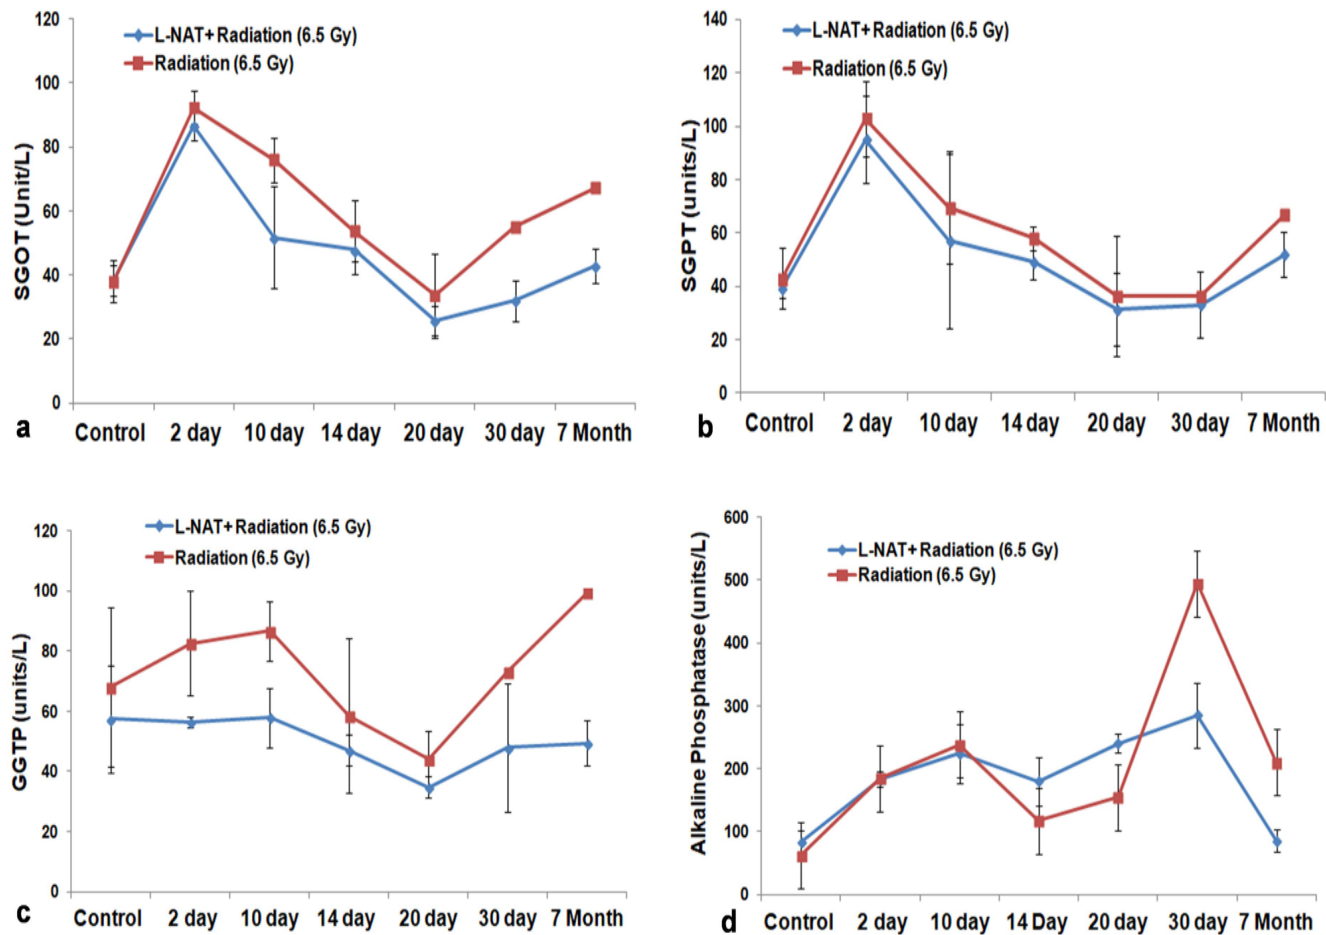 120
100
80
60
40
20
0
SGOT (Unit/L)
L-NAT+ Radiation (6.5 Gy)
Radiation (6.5 Gy)
a
Control 2 day 10 day 14 day 20 day 30 day 7 Month
140
120
100
80
60
40
20
0
SGPT (units/L)
L-NAT+ Radiation (6.5 Gy)
Radiation (6.5 Gy)
b
Control 2 day 10 day 14 day 20 day 30 day 7 Month
120
100
80
60
40
20
0
GGTP (units/L)
L-NAT+ Radiation (6.5 Gy)
Radiation (6.5 Gy)
c
Control 2 day 10 day 14 day 20 day 30 day 7 Month
600
500
400
300
200
100
0
Alkaline Phosphatase (units/L)
L-NAT+ Radiation (6.5 Gy)
Radiation (6.5 Gy)
d
Control 2 day 10 day 14 Day 20 day 30 day 7 Month